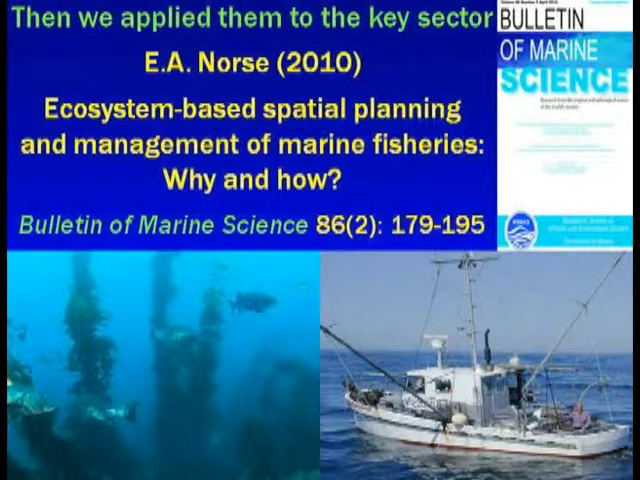 Then we applied them to the key sector
E.A. Norse (2010)
Ecosystem-based spatial planning
and management of marine fisheries:
Why and how?
Bulletin of Marine Science 86(2): 179-195
BULLETIN
OF MARINE
SCIENCE